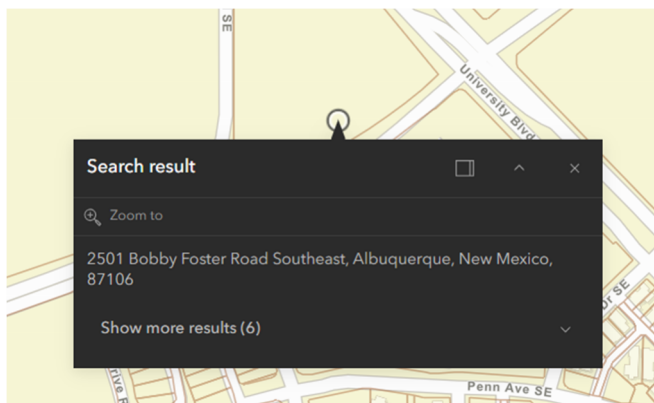 SE
University Blvd
Search result
Zoom to
2501 Bobby Foster Road Southeast, Albuquerque, New Mexico,
87106
Show more results (6)
Dr SE
Penn Ave SE